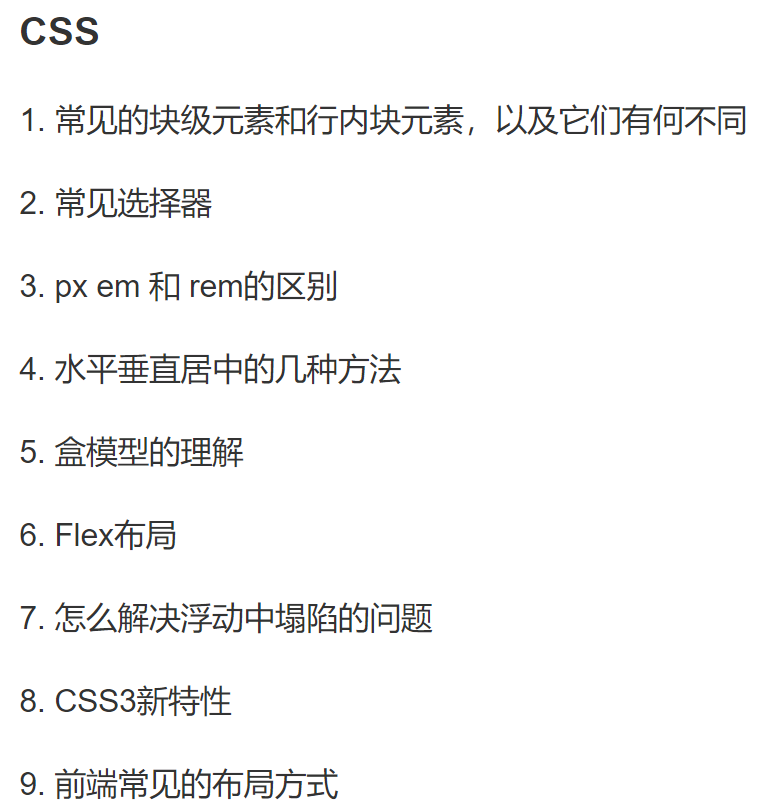 CSS
1. 常见的块级元素和行内块元素，以及它们有何不同
2. 常见选择器
3. px em 和 rem的区别
4. 水平垂直居中的几种方法
5. 盒模型的理解
6. Flex布局
7. 怎么解决浮动中塌陷的问题
8. CSS3新特性
9. 前端常见的布局方式